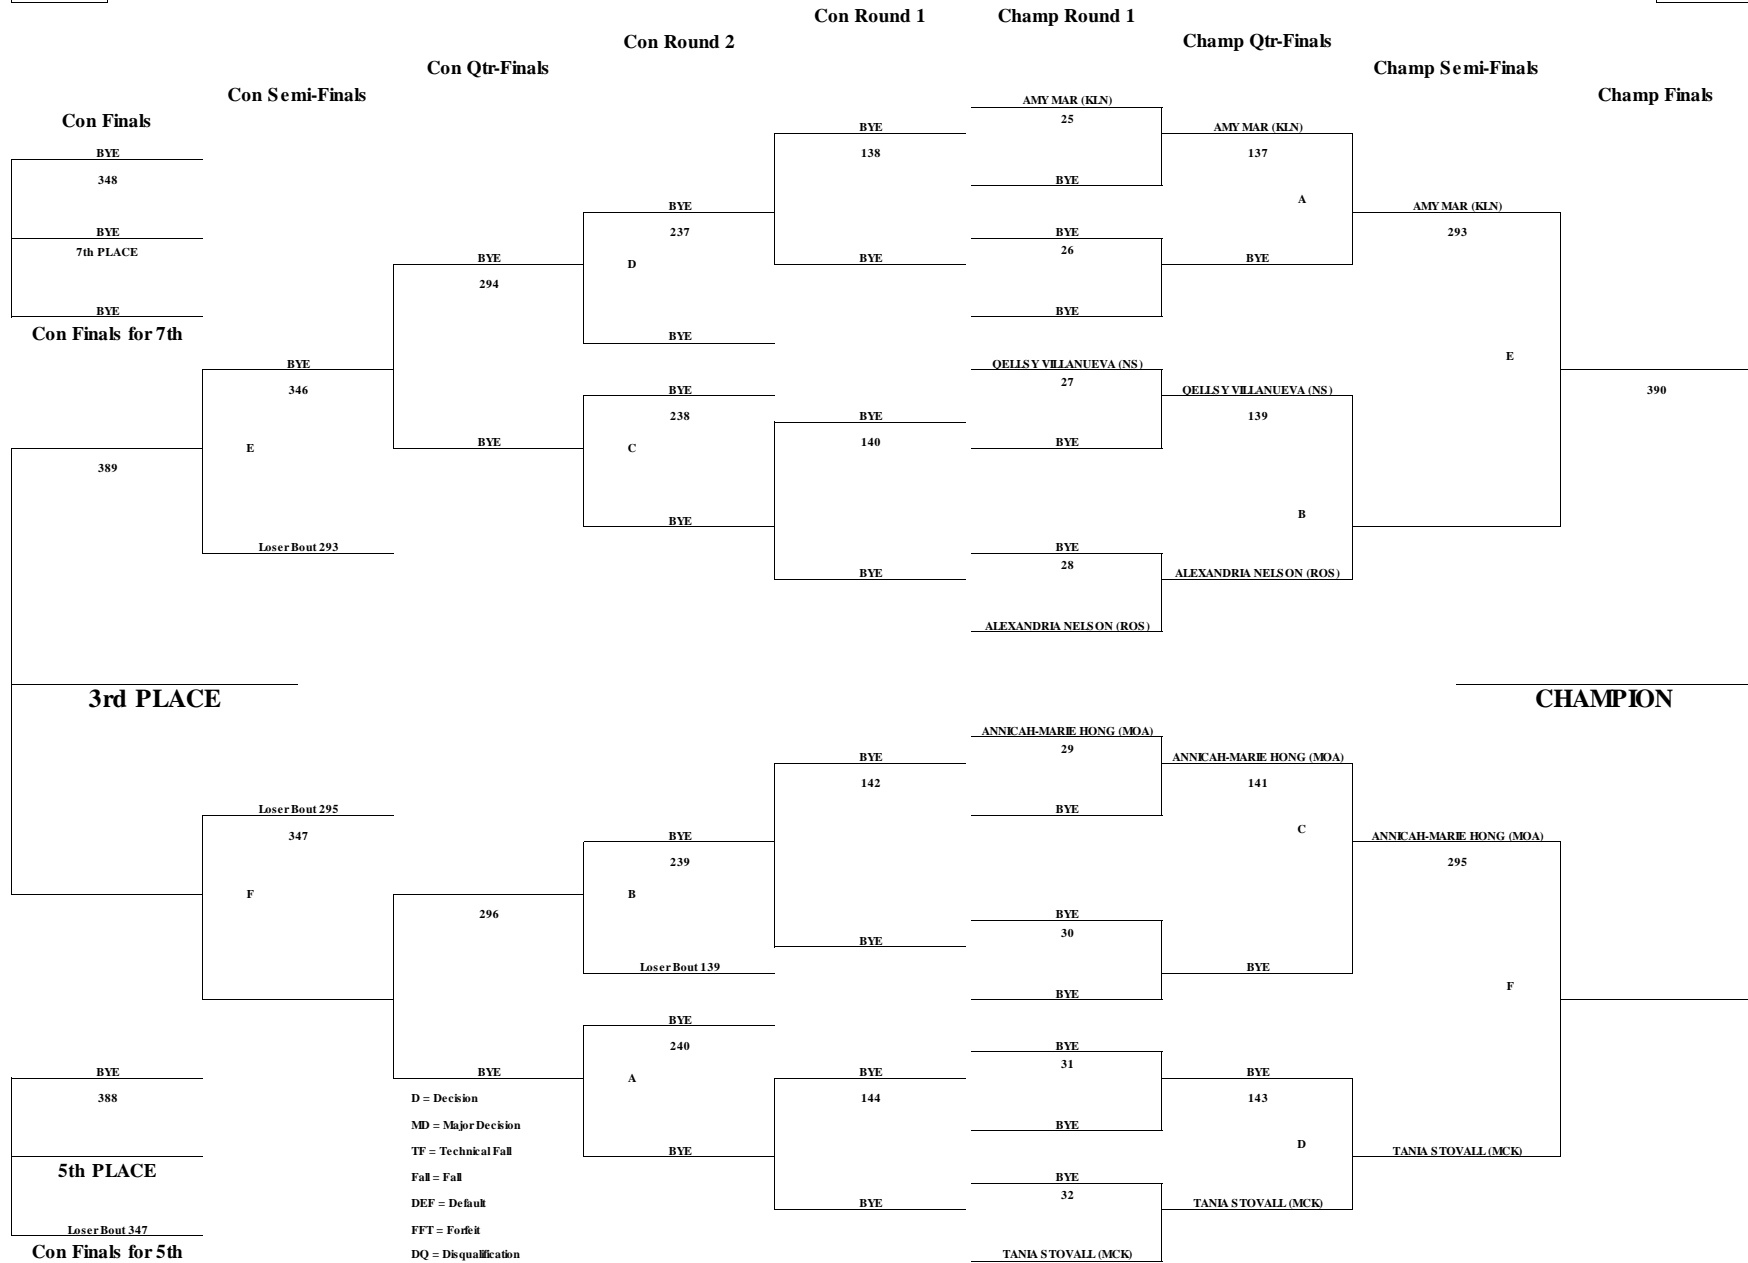 Con Round 1
Champ Round 1
Con Round 2
Champ Qtr-Finals
Con Qtr-Finals
Champ Semi-Finals
Con Semi-Finals
Champ Finals
Con Finals
AMY MAR (KLN)
25
BYE
AMY MAR (KLN)
BYE
138
137
348
BYE
A
BYE
AMY MAR (KLN)
BYE
BYE
237
293
7th PLACE
26
BYE
D
BYE
BYE
294
BYE
BYE
Con Finals for 7th
BYE
E
BYE
QELLSY VILLANUEVA (NS)
346
27
390
BYE
QELLSY VILLANUEVA (NS)
238
BYE
139
BYE
140
BYE
E
C
389
B
BYE
Loser Bout 293
BYE
28
BYE
ALEXANDRIA NELSON (ROS)
ALEXANDRIA NELSON (ROS)
3rd PLACE
CHAMPION
ANNICAH-MARIE HONG (MOA)
29
BYE
ANNICAH-MARIE HONG (MOA)
142
141
Loser Bout 295
BYE
C
347
BYE
ANNICAH-MARIE HONG (MOA)
239
295
F
B
296
BYE
30
BYE
Loser Bout 139
BYE
F
BYE
BYE
240
BYE
31
BYE
BYE
A
BYE
388
D = Decision
144
143
MD = Major Decision
BYE
D
TF = Technical Fall
BYE
TANIA STOVALL (MCK)
5th PLACE
Fall = Fall
BYE
32
DEF = Default
BYE
TANIA STOVALL (MCK)
Loser Bout 347
FFT = Forfeit
Con Finals for 5th
DQ = Disqualification
TANIA STOVALL (MCK)